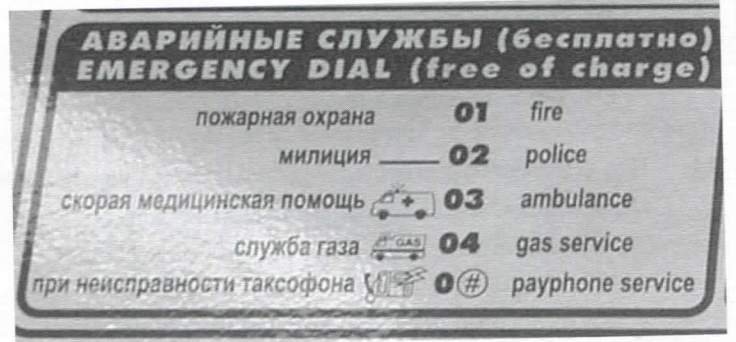 АВАРИЙНЫЕ СЛУЖБЫ (бесплатно)
EMERGENCY DIAL (free of charge)
пожарная охрана 01 fire
милиция 02 police
скорая медицинская помощь 03 ambulance
служба газа GAS 04 gas service
при неисправности таксофона 0(#) payphone service